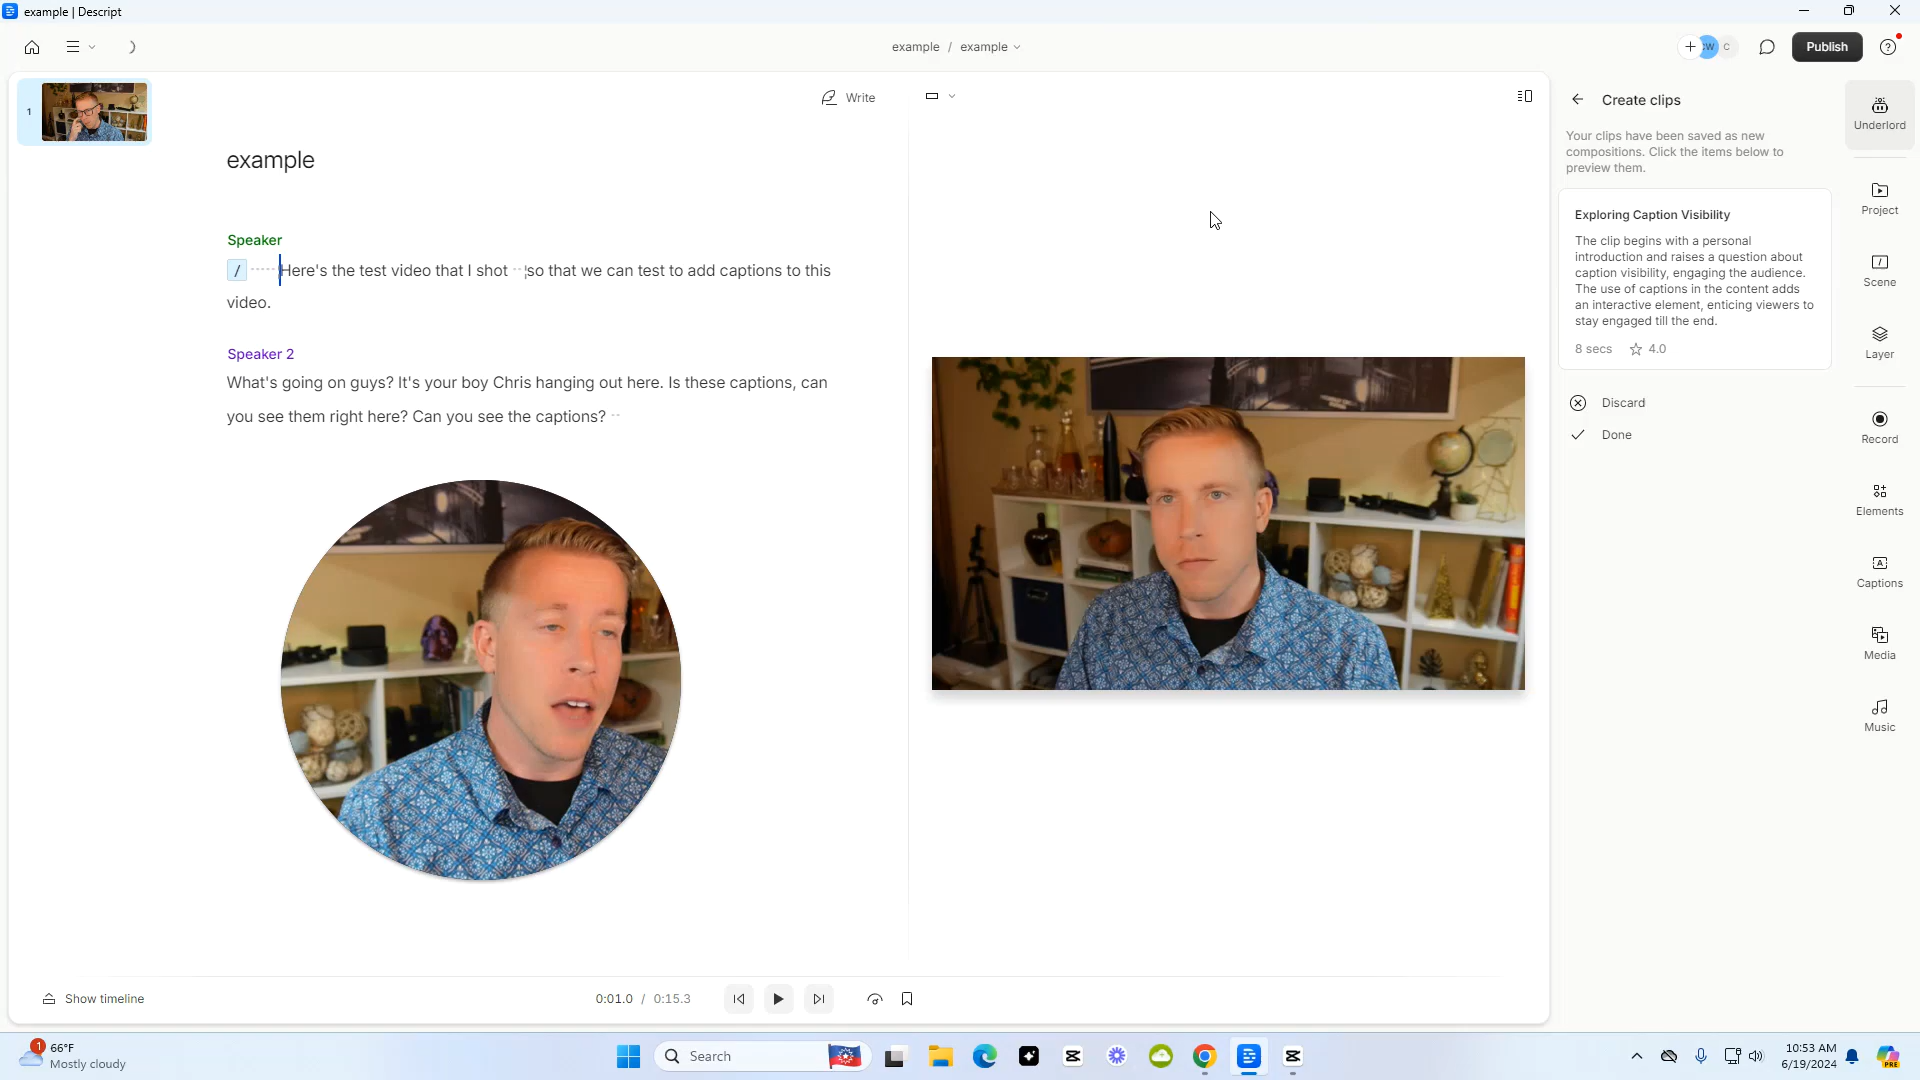 example | Descript
example / example
CW
C
Publish
1
Write
example
Speaker
/ Here's the test video that I shot so that we can test to add captions to this
video.
Speaker 2
What's going on guys? It's your boy Chris hanging out here. Is these captions, can
you see them right here? Can you see the captions?
Create clips
Your clips have been saved as new
compositions. Click the items below to
preview them.
Exploring Caption Visibility
The clip begins with a personal
introduction and raises a question about
caption visibility, engaging the audience.
The use of captions in the content adds
an interactive element, enticing viewers to
stay engaged till the end.
8 secs 4.0
Discard
Done
Underlord
Project
Scene
Layer
Record
Elements
Captions
Media
Music
Show timeline
0:01.0 / 0:15.3
1
66°F
Mostly cloudy
Search
10:53 AM
6/19/2024
PRE